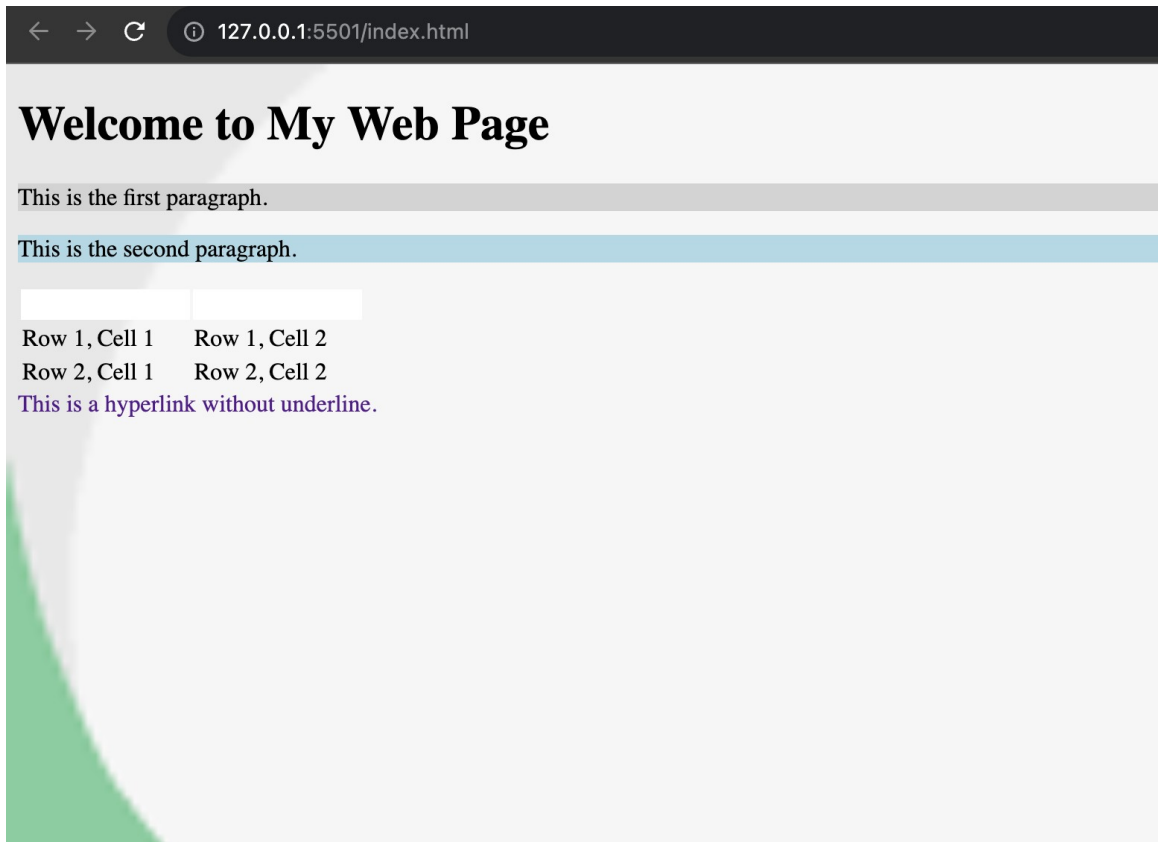 127.0.0.1:5501/index.html
Welcome to My Web Page
This is the first paragraph.
This is the second paragraph.
Row 1, Cell 1 Row 1, Cell 2
Row 2, Cell 1 Row 2, Cell 2
This is a hyperlink without underline.